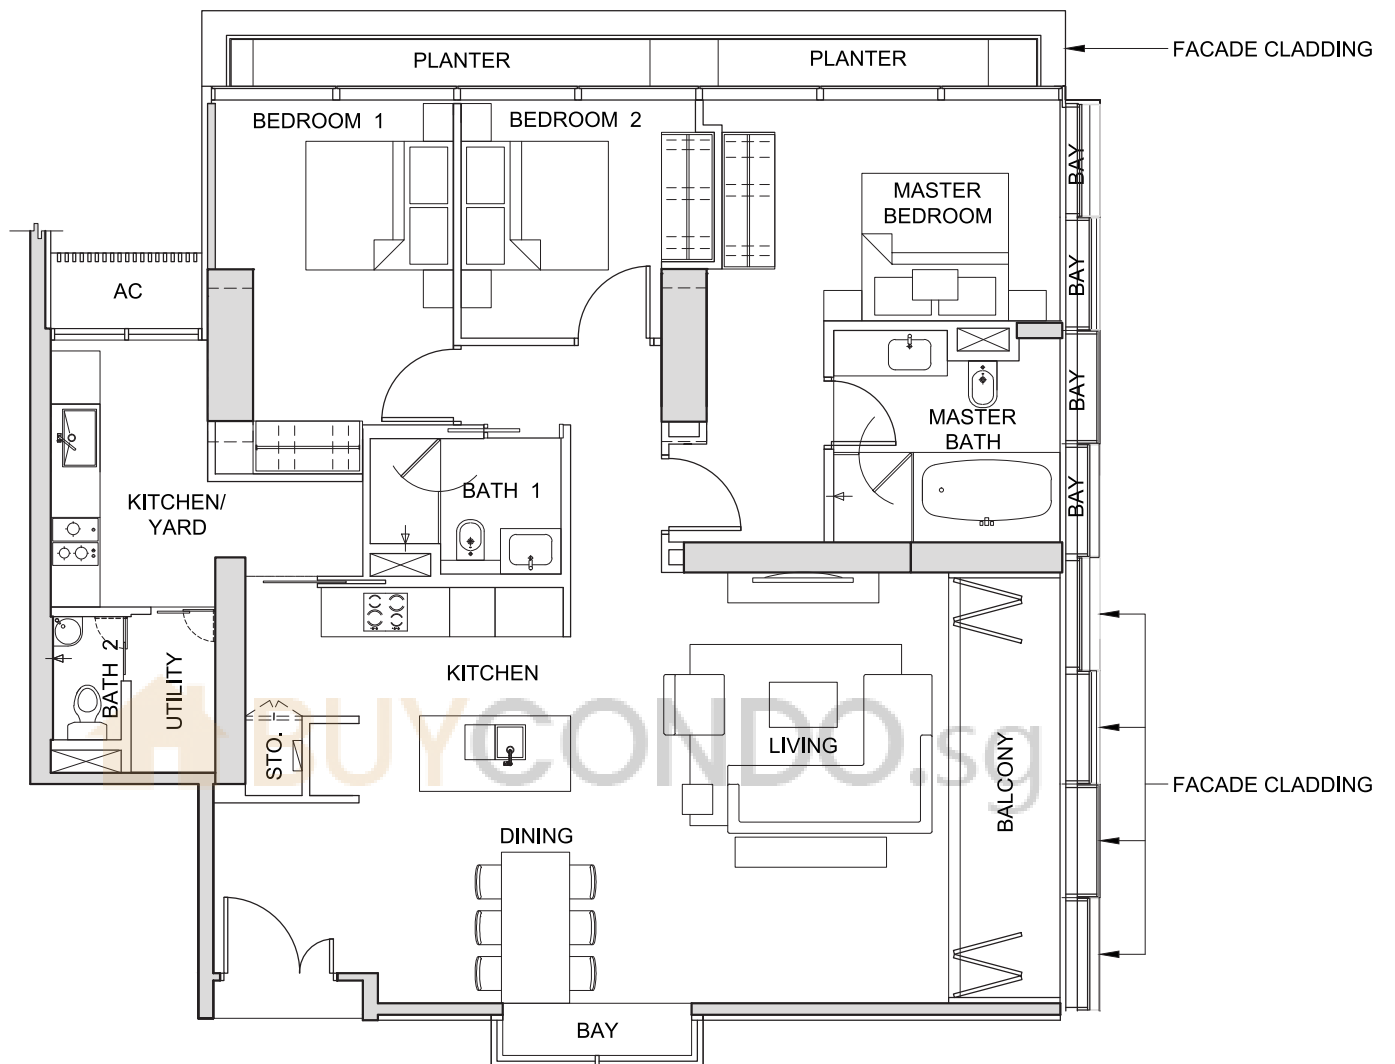 PLANTER
PLANTER
FACADE CLADDING
BEDROOM 1
BEDROOM 2
BAY
MASTER
BEDROOM
BAY
AC
BAY
MASTER
BATH
BAY
KITCHEN/
YARD
BATH 1
KITCHEN
BATH 2
UTILITY
STO.
LIVING
BALCONY
BUYCONDO.sg
FACADE CLADDING
DINING
BAY